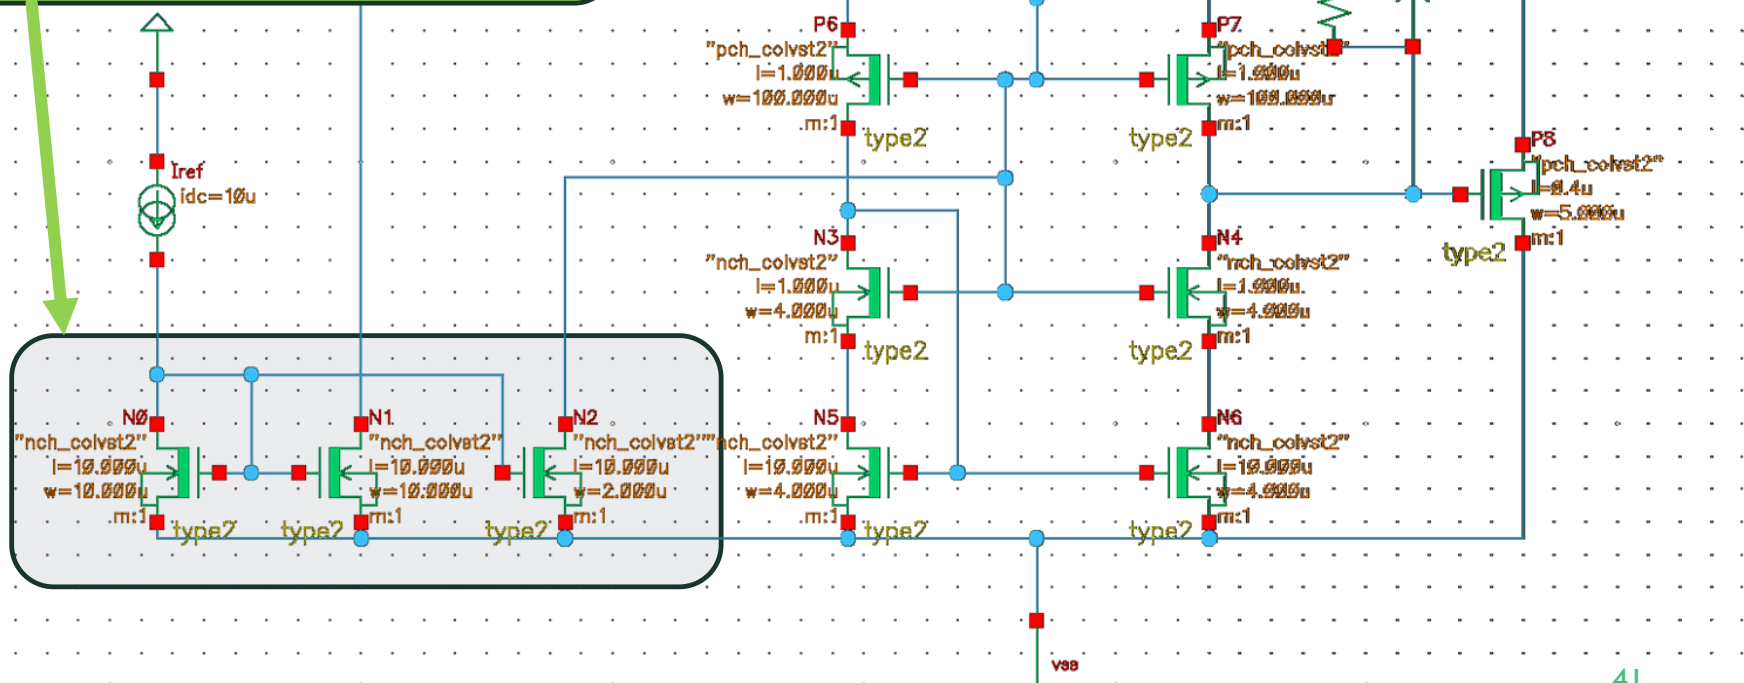 P6
"pch_colvst2"
l=1.000u
w=100.000u
m:1
type2
P7
"pch_colvst2"
l=1.000u
w=100.000u
m:1
type2
P8
"pch_colvst2"
l=0.4u
w=5.000u
m:1
type2
Iref
idc=10u
N3
"nch_colvst2"
l=1.000u
w=4.000u
m:1
type2
N4
"nch_colvst2"
l=1.000u
w=4.000u
m:1
type2
N0
"nch_colvst2"
l=10.000u
w=10.000u
m:1
type2
N1
"nch_colvst2"
l=10.000u
w=10.000u
m:1
type2
N2
"nch_colvst2"
l=10.000u
w=2.000u
m:1
type2
N5
"nch_colvst2"
l=10.000u
w=4.000u
m:1
type2
N6
"nch_colvst2"
l=10.000u
w=4.000u
m:1
type2
vss
41